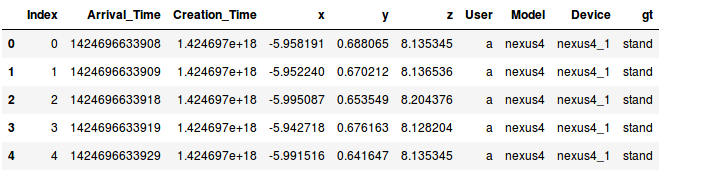 Index Arrival_Time Creation_Time x y z User Model Device gt
0 0 1424696633908 1.424697e+18 -5.958191 0.688065 8.135345 a nexus4 nexus4_1 stand
1 1 1424696633909 1.424697e+18 -5.952240 0.670212 8.136536 a nexus4 nexus4_1 stand
2 2 1424696633918 1.424697e+18 -5.995087 0.653549 8.204376 a nexus4 nexus4_1 stand
3 3 1424696633919 1.424697e+18 -5.942718 0.676163 8.128204 a nexus4 nexus4_1 stand
4 4 1424696633929 1.424697e+18 -5.991516 0.641647 8.135345 a nexus4 nexus4_1 stand